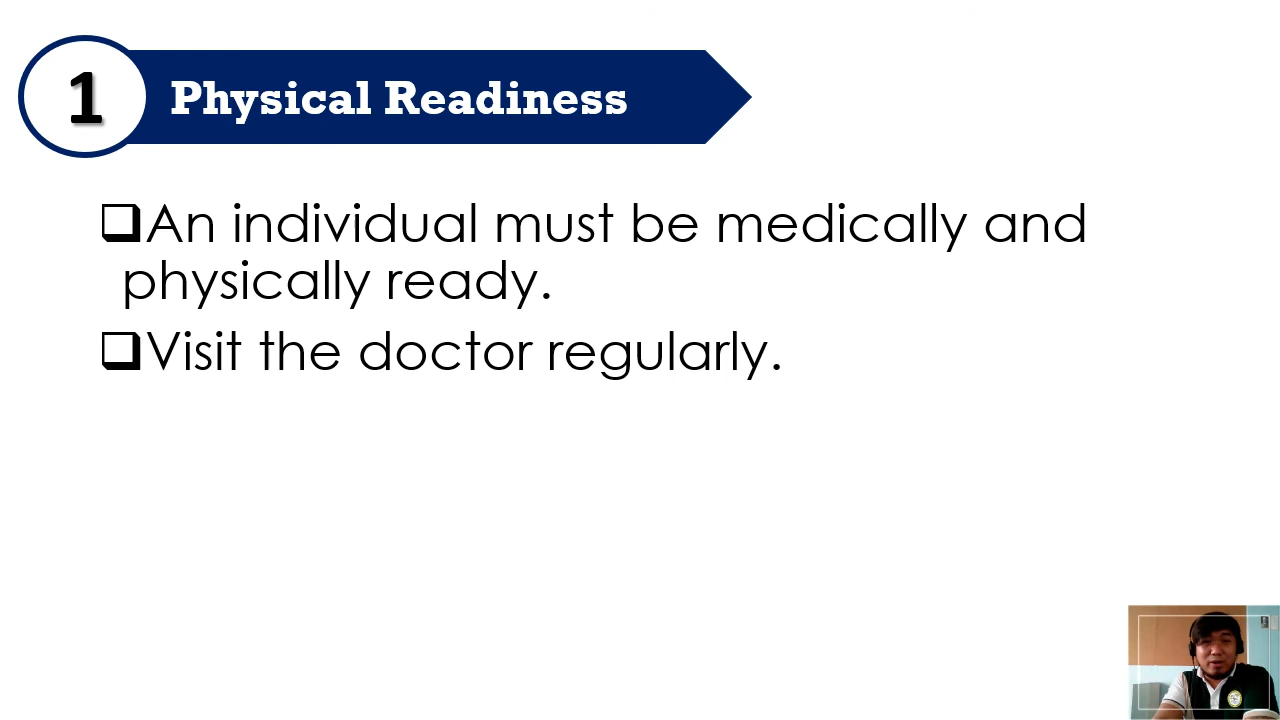 1
Physical Readiness
❑An individual must be medically and
physically ready.
❑Visit the doctor regularly.